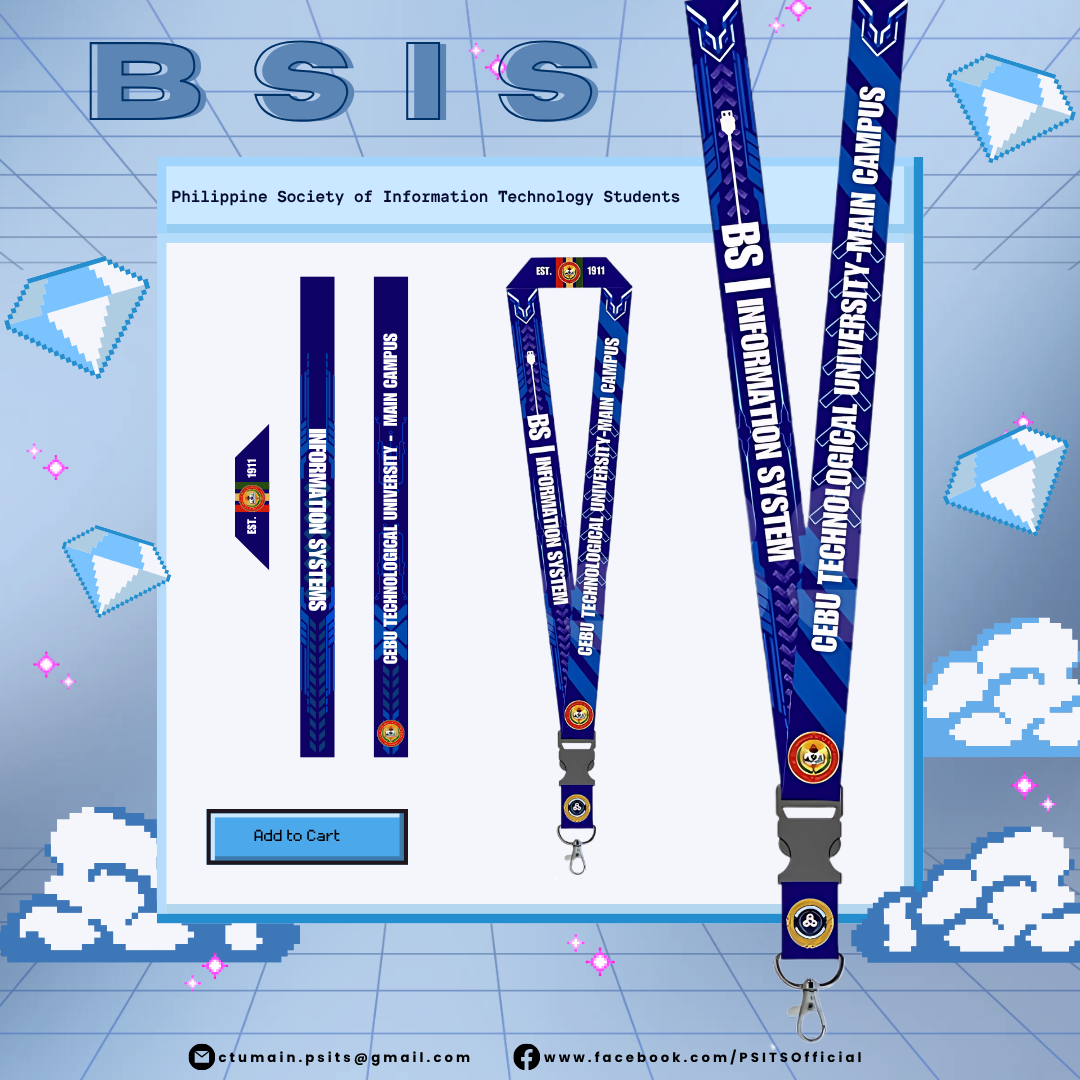 BSIS
Philippine Society of Information Technology Students
EST. 1911
INFORMATION SYSTEMS
CEBU TECHNOLOGICAL UNIVERSITY - MAIN CAMPUS
EST. 1911
BS | INFORMATION SYSTEM
CEBU TECHNOLOGICAL UNIVERSITY-MAIN CAMPUS
BS | INFORMATION SYSTEM
CEBU TECHNOLOGICAL UNIVERSITY-MAIN CAMPUS
Add to Cart
ctumain.psits@gmail.com
www.facebook.com/PSITSOfficial